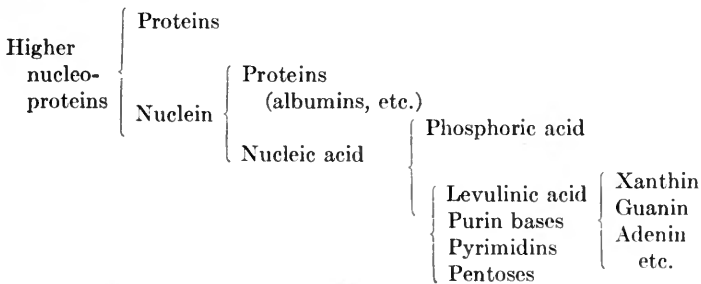 Proteins
Higher
nucleo-
proteins
Nuclein
Proteins
(albumins, etc.)
Nucleic acid
Phosphoric acid
Levulinic acid
Purin bases
Pyrimidins
Pentoses
Xanthin
Guanin
Adenin
etc.